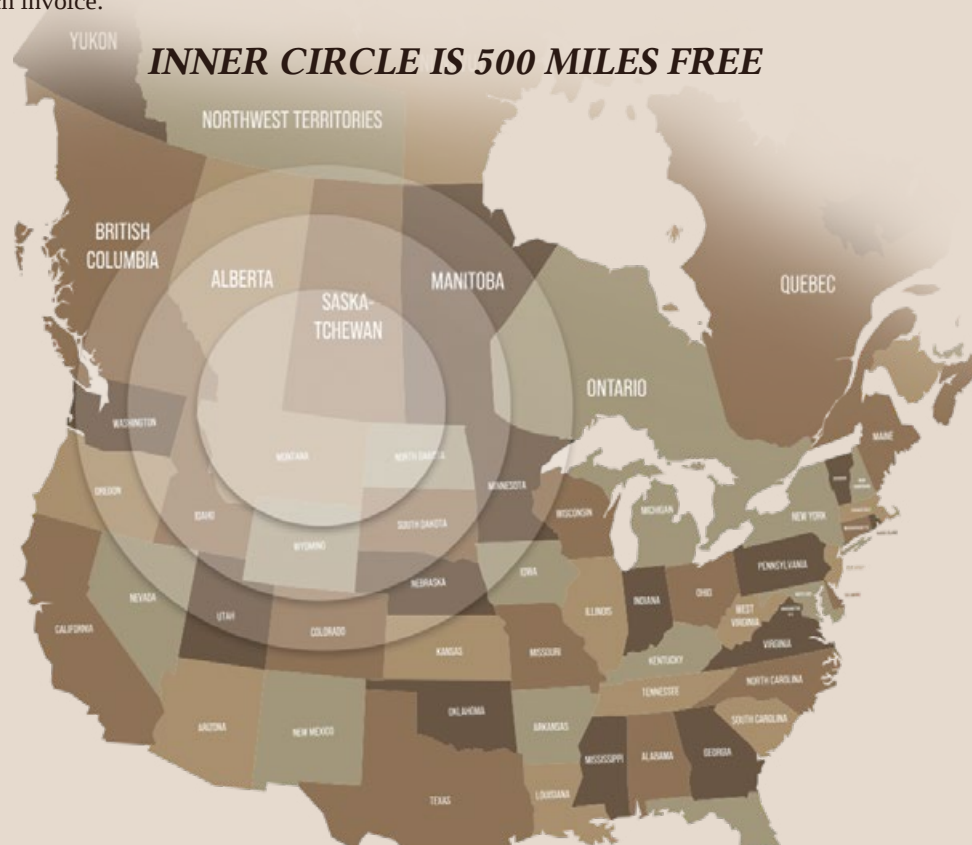 n invoice.
YUKON
INNER CIRCLE IS 500 MILES FREE
NORTHWEST TERRITORIES
BRITISH
COLUMBIA
ALBERTA
MANITOBA
SASKA-
TCHEWAN
QUEBEC
ONTARIO
WASHINGTON
MAINE
MONTANA
NORTH DAKOTA
MINNESOTA
OREGON
IDAHO
SOUTH DAKOTA
WISCONSIN
MICHIGAN
NEW YORK
WYOMING
PENNSYLVANIA
IOWA
NEBRASKA
NEVADA
UTAH
ILLINOIS
INDIANA
OHIO
WEST
VIRGINIA
CALIFORNIA
COLORADO
KANSAS
MISSOURI
KENTUCKY
VIRGINIA
TENNESSEE
NORTH CAROLINA
ARIZONA
NEW MEXICO
OKLAHOMA
ARKANSAS
SOUTH CAROLINA
MISSISSIPPI
ALABAMA
GEORGIA
TEXAS
LOUISIANA